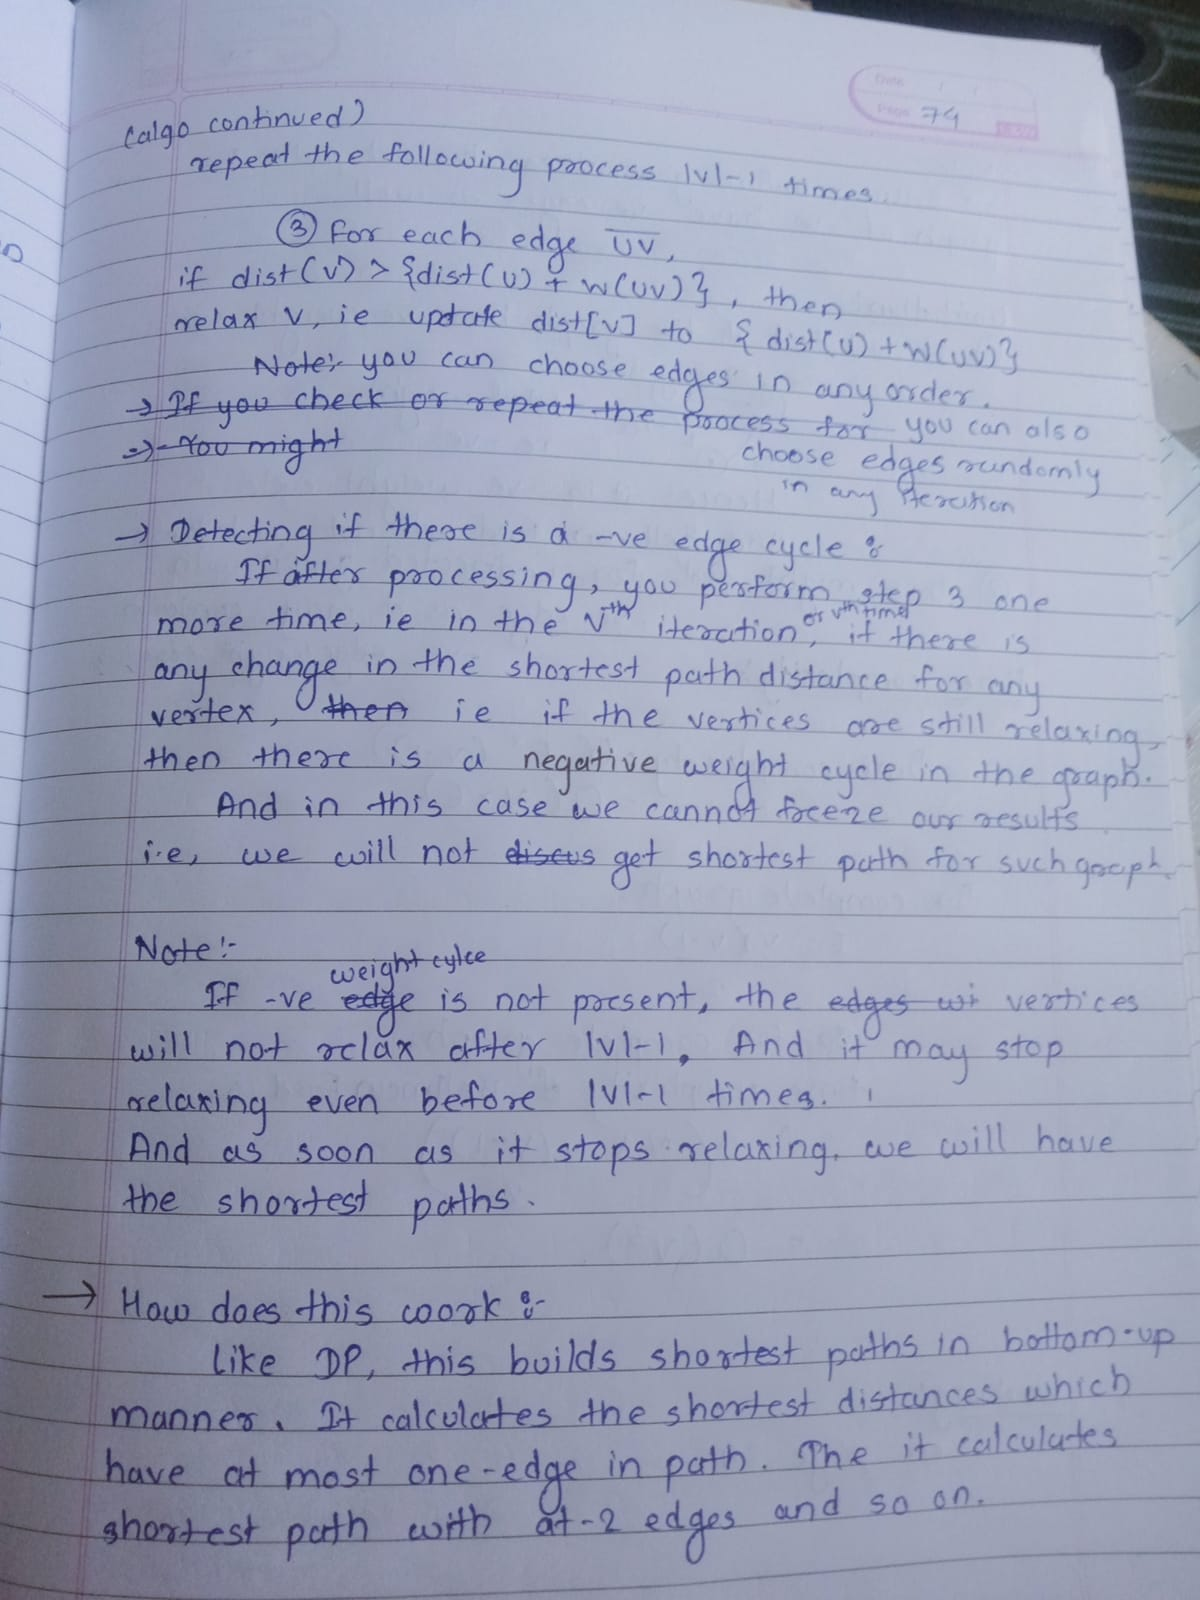 Date / /
Page 74
(algo continued)
repeat the following process |v|-1 times.
③ for each edge UV,
if dist(v) > {dist(u) + w(uv)}, then
relax v, ie update dist[v] to { dist(u) + w(uv)}
Note:- you can choose edges in any order.
→ If you check or repeat the process for you can also
⇒ - You might choose edges randomly
in any iteration
→ Detecting if there is a -ve edge cycle :
If after processing, you perform step 3 one
more time, ie in the vth iteration or vth time, if there is
any change in the shortest path distance for any
vertex, then ie if the vertices are still relaxing,
then there is a negative weight cycle in the graph.
And in this case we cannot freeze our results
i.e, we will not discus get shortest path for such graph.
Note :-
weight cylce
If -ve edge is not present, the edges wi vertices
will not relax after |v|-1. And it may stop
relaxing even before |v|-1 times.
And as soon as it stops relaxing, we will have
the shortest paths.
→ How does this work :-
Like DP, this builds shortest paths in bottom-up
manner. It calculates the shortest distances which
have at most one-edge in path. The it calculates
shortest path with at-2 edges and so on.